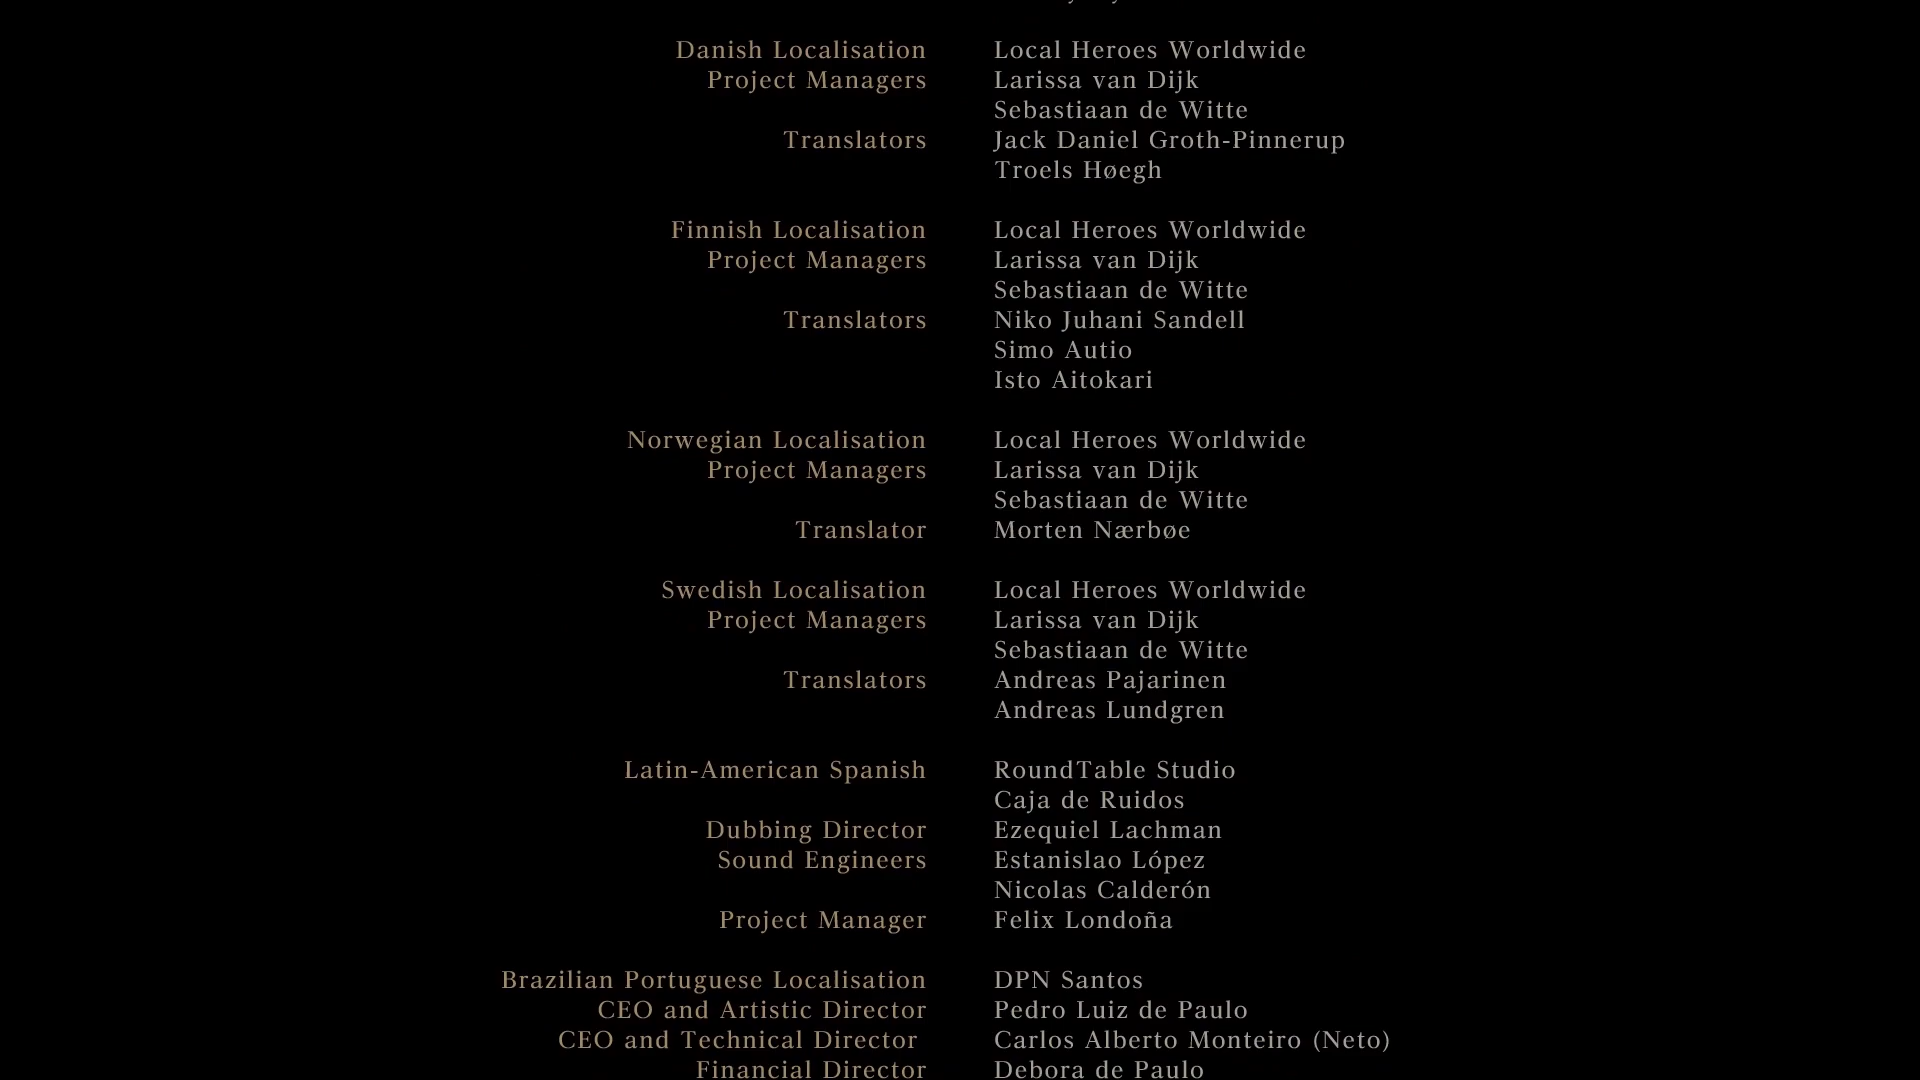 Danish Localisation Local Heroes Worldwide
Project Managers Larissa van Dijk
Sebastiaan de Witte
Translators Jack Daniel Groth-Pinnerup
Troels Høegh
Finnish Localisation Local Heroes Worldwide
Project Managers Larissa van Dijk
Sebastiaan de Witte
Translators Niko Juhani Sandell
Simo Autio
Isto Aitokari
Norwegian Localisation Local Heroes Worldwide
Project Managers Larissa van Dijk
Sebastiaan de Witte
Translator Morten Nærbøe
Swedish Localisation Local Heroes Worldwide
Project Managers Larissa van Dijk
Sebastiaan de Witte
Translators Andreas Pajarinen
Andreas Lundgren
Latin-American Spanish RoundTable Studio
Caja de Ruidos
Dubbing Director Ezequiel Lachman
Sound Engineers Estanislao López
Nicolas Calderón
Project Manager Felix Londoña
Brazilian Portuguese Localisation DPN Santos
CEO and Artistic Director Pedro Luiz de Paulo
CEO and Technical Director Carlos Alberto Monteiro (Neto)
Financial Director Debora de Paulo